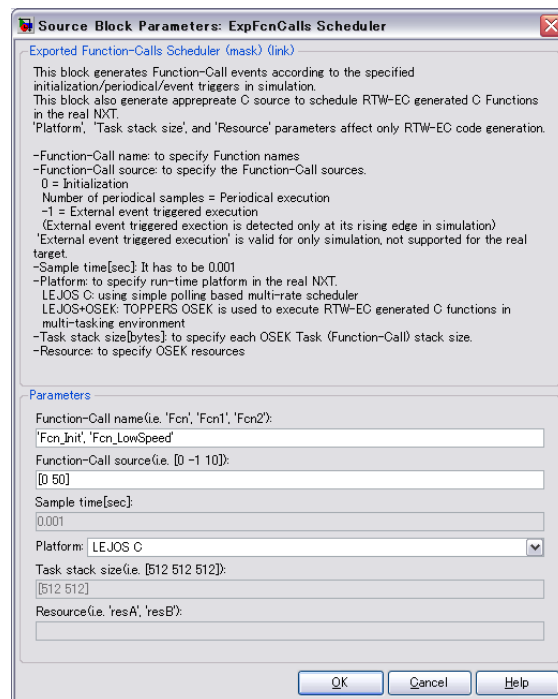 Source Block Parameters: ExpFcnCalls Scheduler
Exported Function-Calls Scheduler (mask) (link)
This block generates Function-Call events according to the specified
initialization/periodical/event triggers in simulation.
This block also generate apprepreate C source to schedule RTW-EC generated C Functions
in the real NXT.
'Platform', 'Task stack size', and 'Resource' parameters affect only RTW-EC code generation.
-Function-Call name: to specify Function names
-Function-Call source: to specify the Function-Call sources.
0 = Initialization
Number of periodical samples = Periodical execution
-1 = External event triggered execution
(External event triggered exection is detected only at its rising edge in simulation)
'External event triggered execution' is valid for only simulation, not supported for the real
target.
-Sample time[sec]: It has to be 0.001
-Platform: to specify run-time platform in the real NXT.
LEJOS C: using simple polling based multi-rate scheduler
LEJOS+OSEK: TOPPERS OSEK is used to execute RTW-EC generated C functions in
multi-tasking environment
-Task stack size[bytes]: to specify each OSEK Task (Function-Call) stack size.
-Resource: to specify OSEK resources
Parameters
Function-Call name(i.e. 'Fcn', 'Fcn1', 'Fcn2'):
'Fcn_Init', 'Fcn_LowSpeed'
Function-Call source(i.e. [0 -1 10]):
[0 50]
Sample time[sec]:
0.001
Platform: LEJOS C
Task stack size(i.e. [512 512 512]):
[512 512]
Resource(i.e. 'resA', 'resB'):
OK Cancel Help